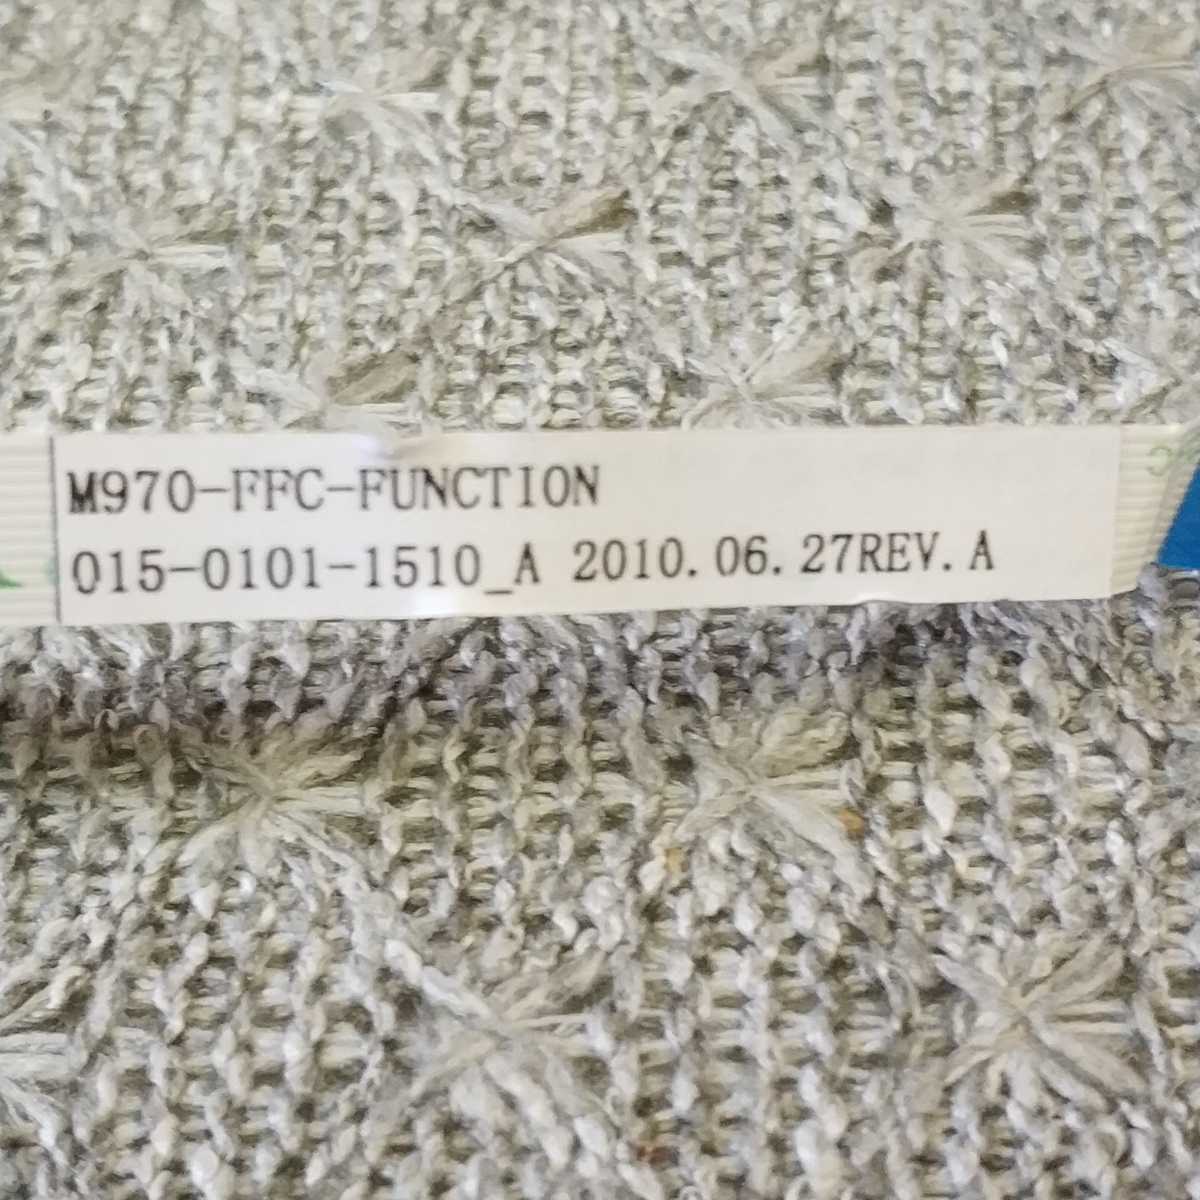 M970-FFC-FUNCTION
015-0101-1510_A 2010.06.27REV.A